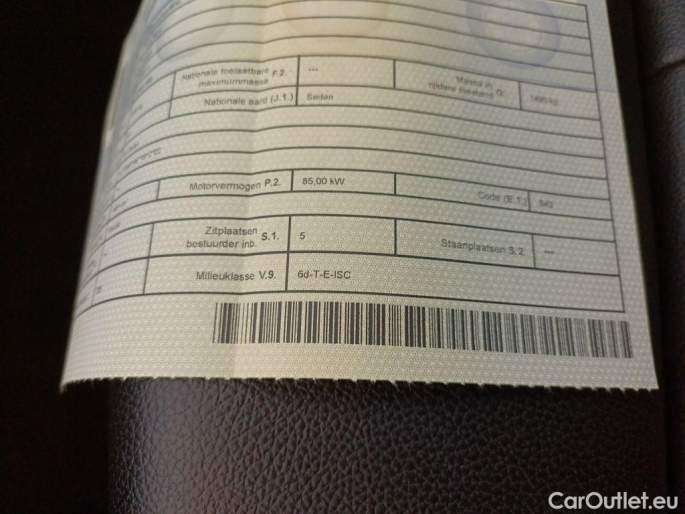 Nationale toelaatbare
maximummassa F.2. ---
Massa in
rijklare toestand G.
Nationale aard (J.1.) Sedan
Motorvermogen P.2. 85,00 kW Code (E.1.)
Zitplaatsen
bestuurder inb. S.1. 5 Staanplaatsen S.2. ---
Milieuklasse V.9. 6d-T-E-ISC
CarOutlet.eu